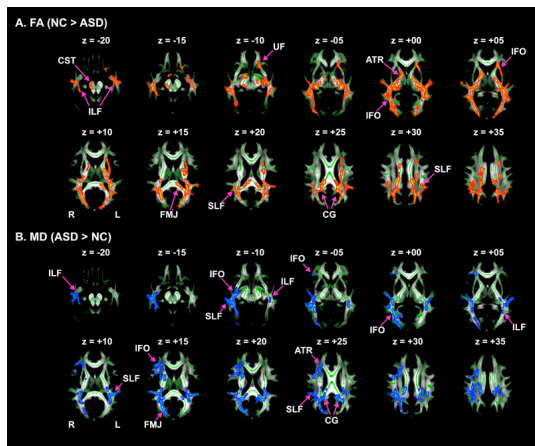 A. FA (NC > ASD)
z = -20 z = -15 z = -10 z = -05 z = +00 z = +05
UF
ATR
IFO
CST
ILF
IFO
z = +10 z = +15 z = +20 z = +25 z = +30 z = +35
SLF
SLF
R L FMJ CG
B. MD (ASD > NC)
z = -20 z = -15 z = -10 z = -05 z = +00 z = +05
IFO
ILF
IFO
ILF
SLF
IFO
ILF
z = +10 z = +15 z = +20 z = +25 z = +30 z = +35
IFO
ATR
SLF
SLF
R L FMJ CG